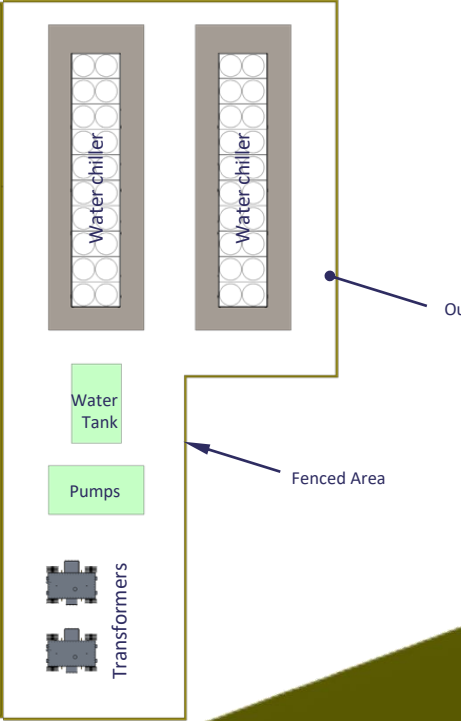 Water chiller
Water chiller
Water
Tank
Fenced Area
Pumps
Transformers